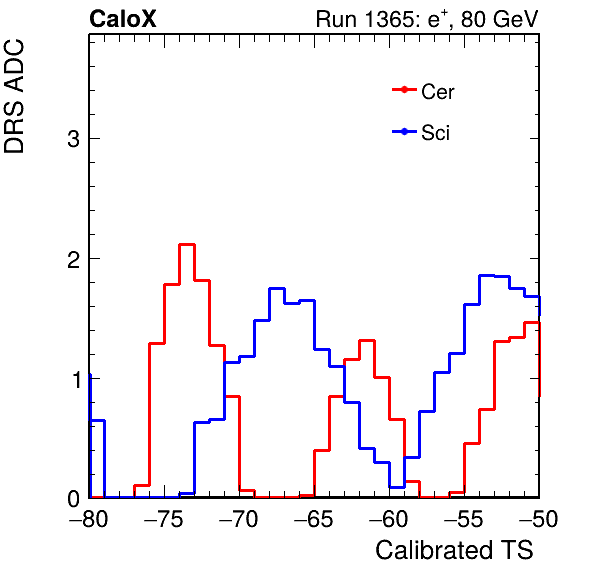 CaloX Run 1365: e⁺, 80 GeV
DRS ADC
Cer
Sci
3
2
1
0
−80 −75 −70 −65 −60 −55 −50
Calibrated TS